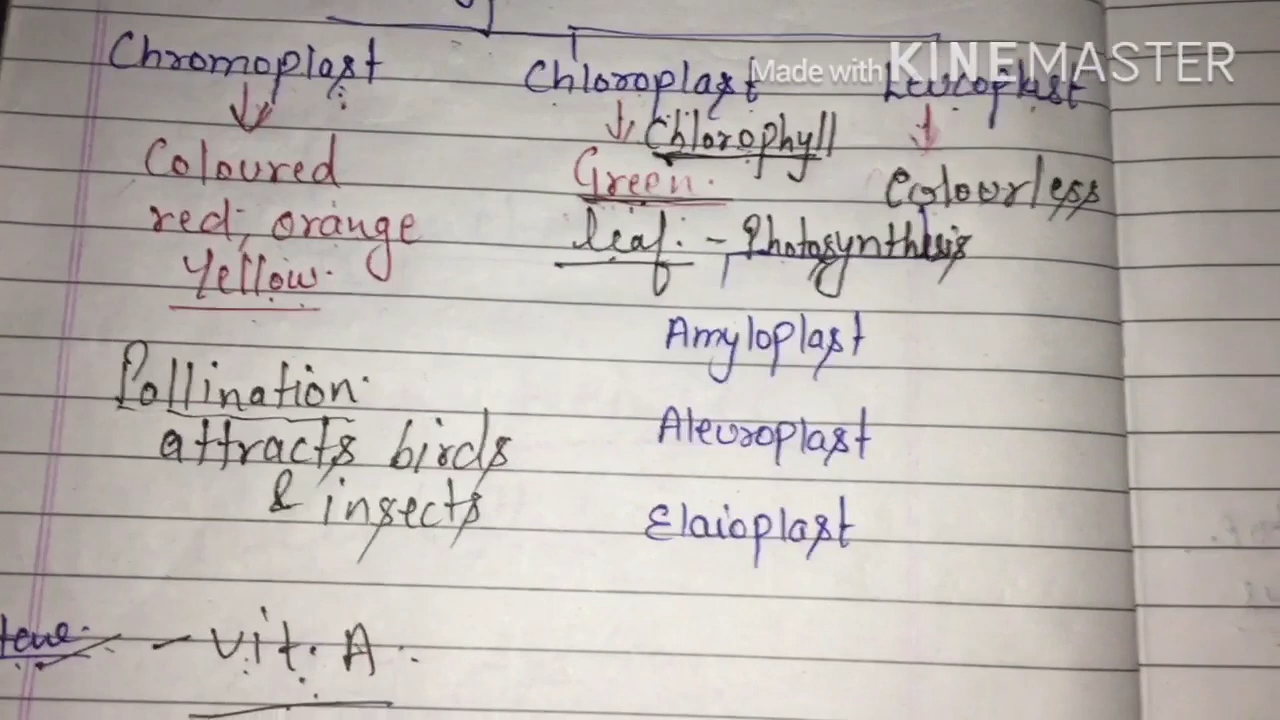 Chromoplast
Coloured
red, orange
Yellow.
Pollination.
attracts birds
& insects
Chloroplast
Chlorophyll
Green.
leaf. - Photosynthesis
Leucoplast
Colourless
Amyloplast
Aleuroplast
Elaioplast
- vit. A.
Made with KINEMASTER